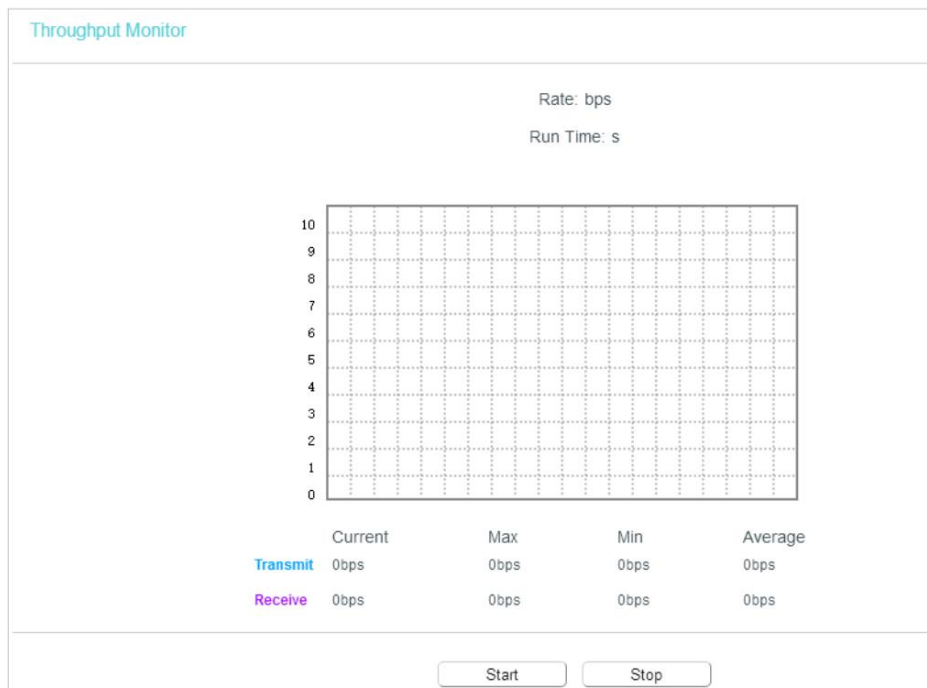 Throughput Monitor
Rate: bps
Run Time: s
10
9
8
7
6
5
4
3
2
1
0
Current Max Min Average
Transmit 0bps 0bps 0bps 0bps
Receive 0bps 0bps 0bps 0bps
Start Stop